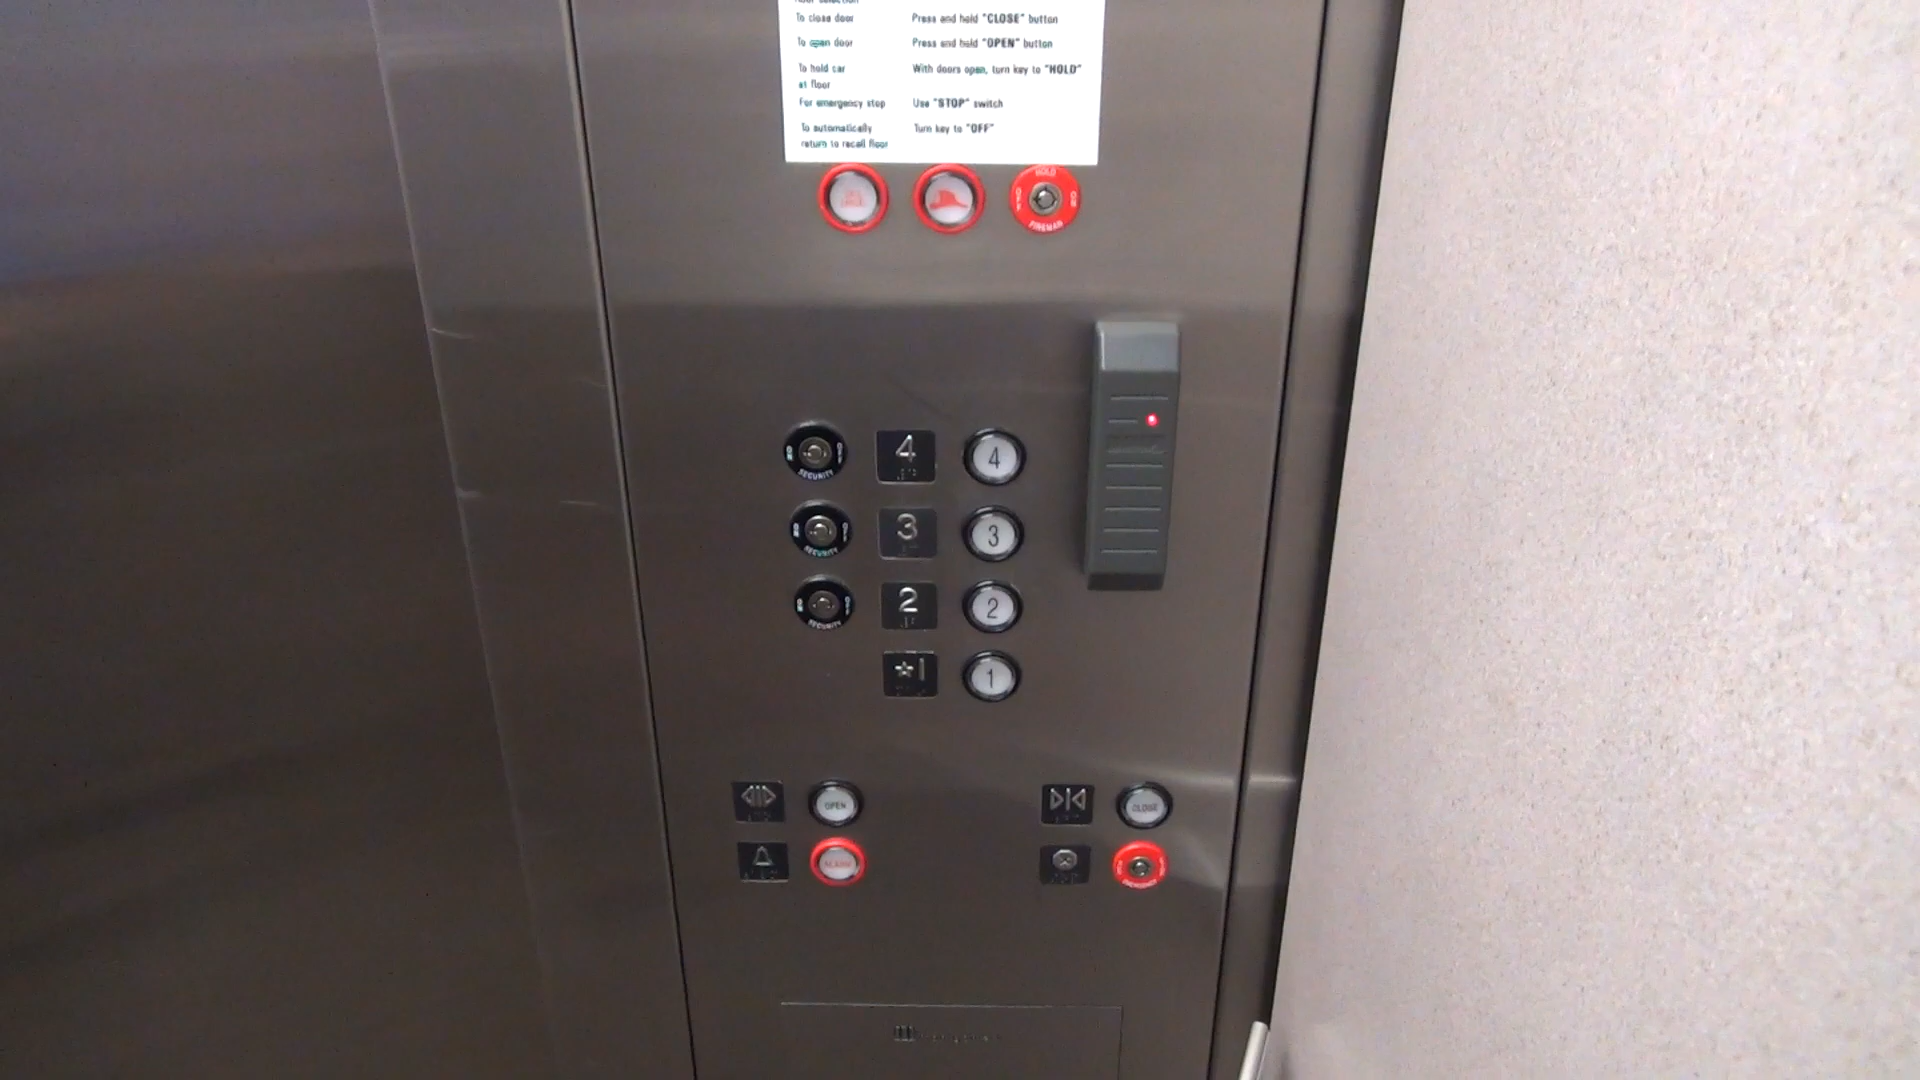 To close door Press and hold "CLOSE" button
To open door Press and hold "OPEN" button
To hold car With doors open, turn key to "HOLD"
at floor
For emergency stop Use "STOP" switch
To automatically Turn key to "OFF"
return to recall floor
HOLD
FIREMAN
4 4
SECURITY
3 3
SECURITY
2 2
SECURITY
★1 1
OPEN CLOSE
ALARM